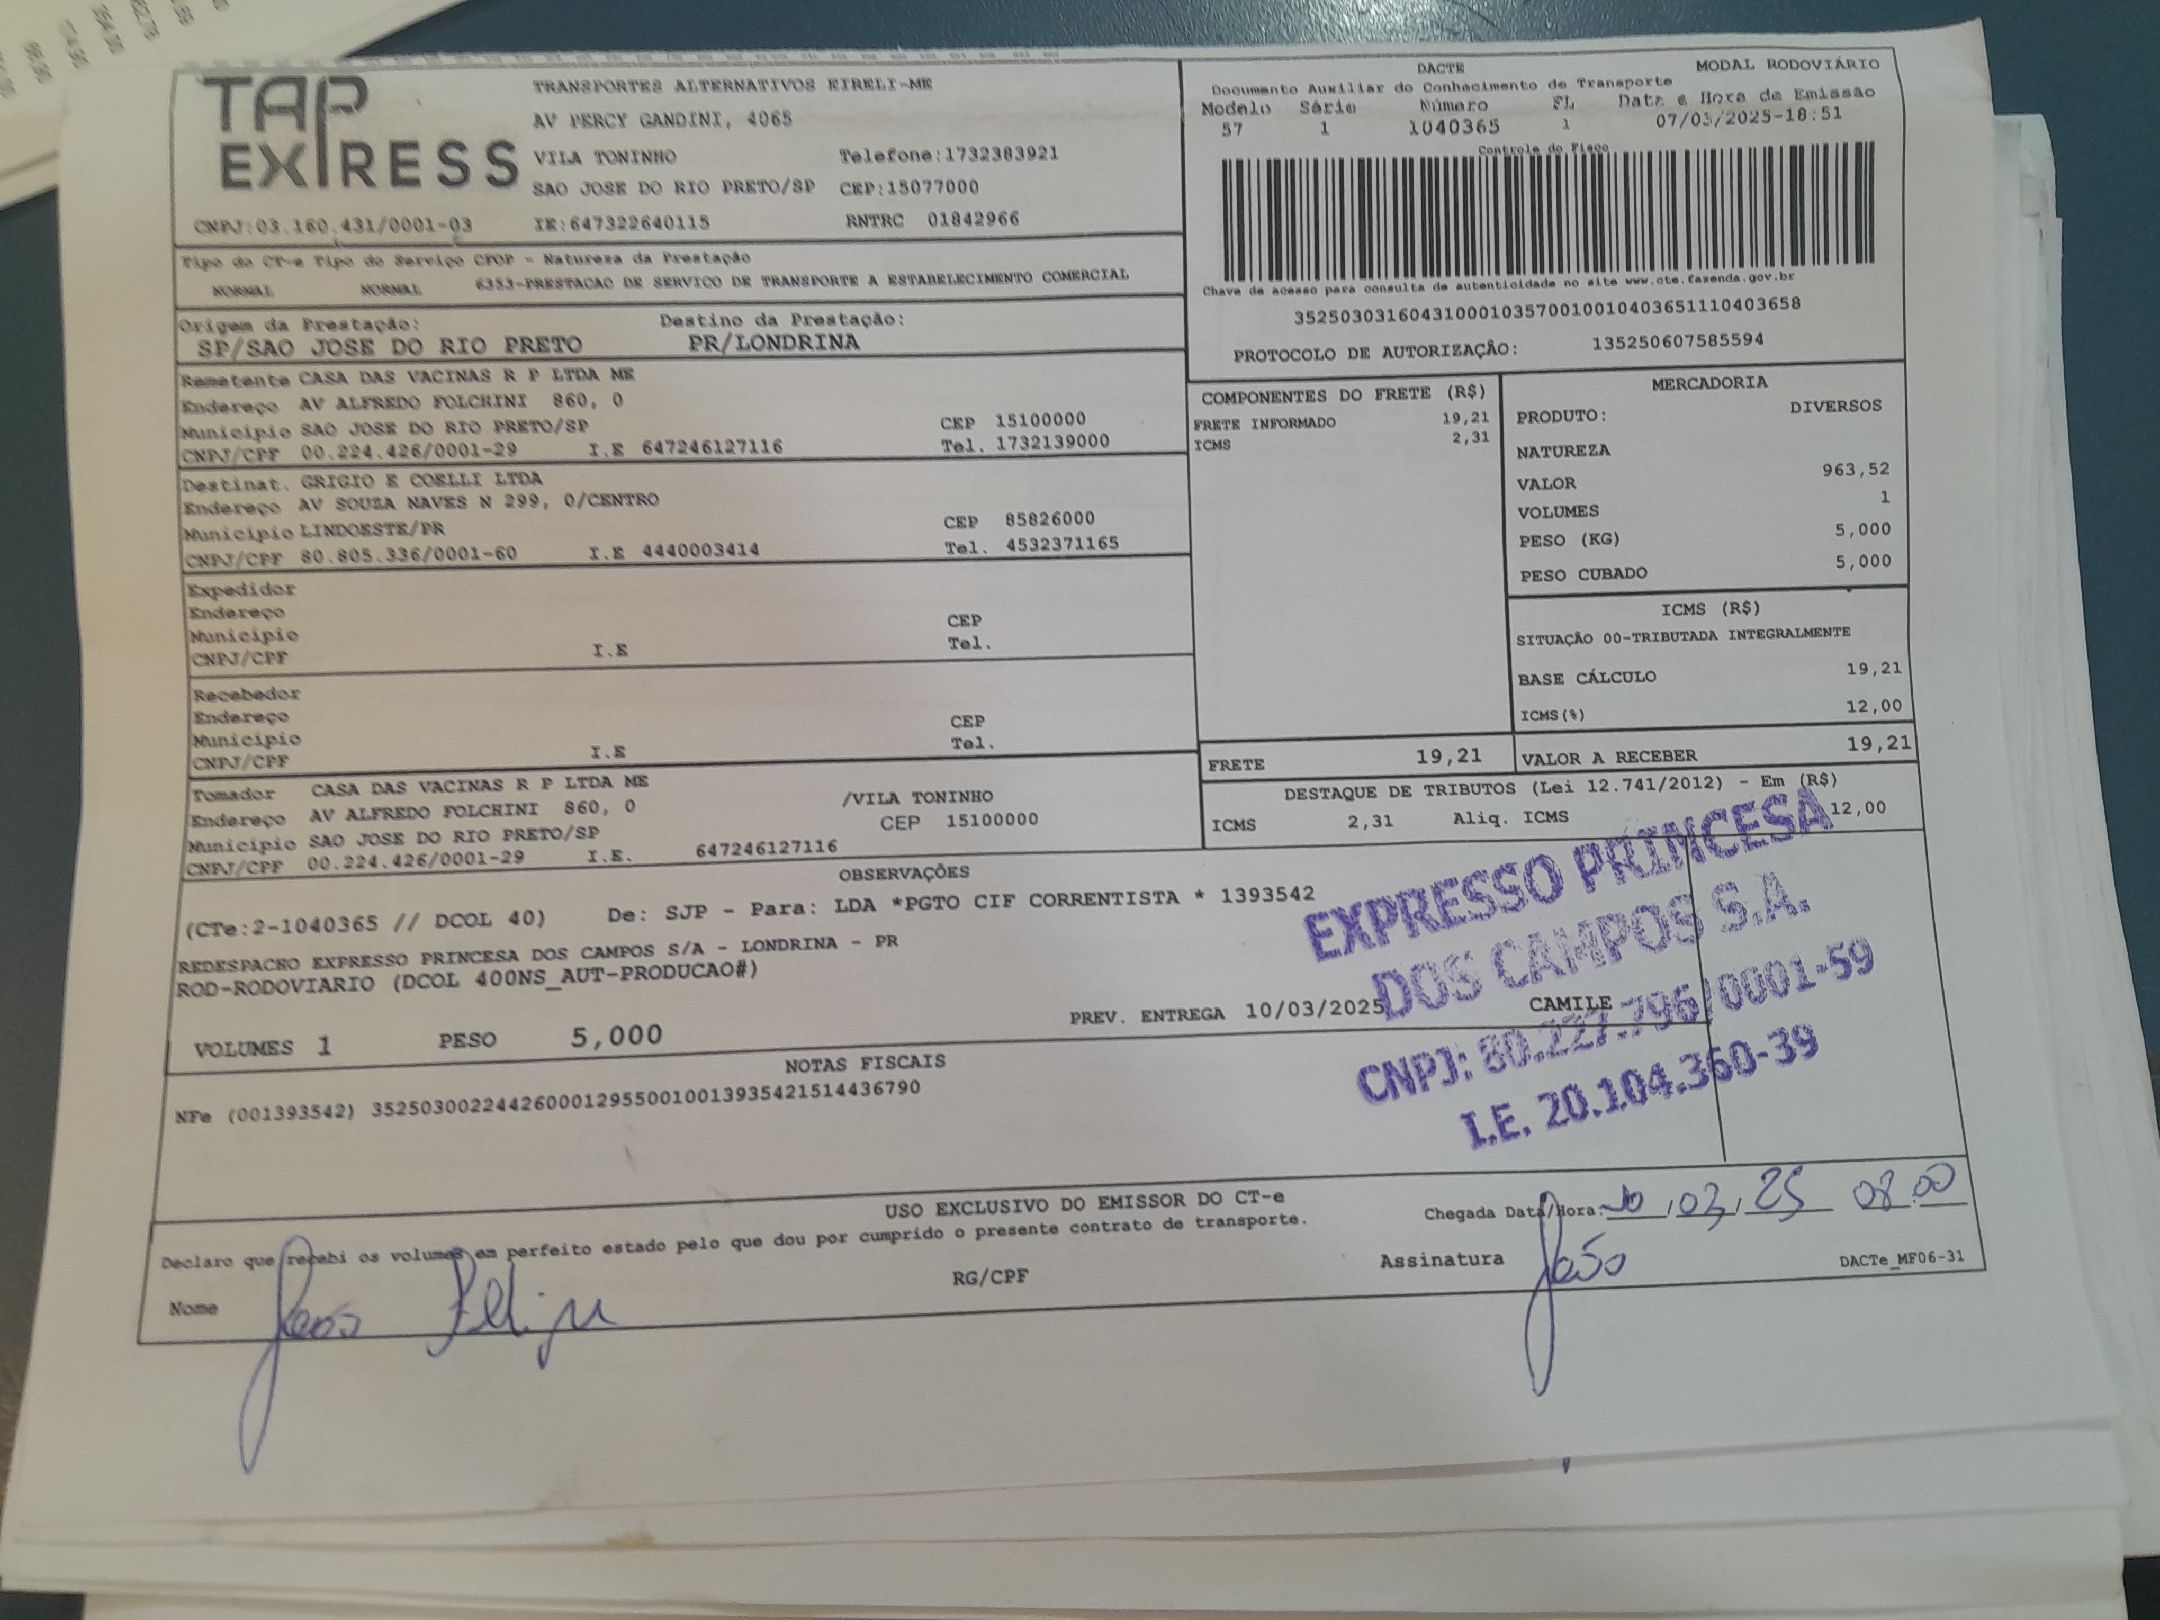 TAP EXPRESS
TRANSPORTES ALTERNATIVOS EIRELI-ME
AV PERCY GANDINI, 4065
VILA TONINHO Telefone:1732383921
SAO JOSE DO RIO PRETO/SP CEP:15077000
CNPJ:03.160.431/0001-03 IE:647322640115 RNTRC 01842966
DACTE MODAL RODOVIÁRIO
Documento Auxiliar do Conhecimento de Transporte
Modelo Série Número FL Data e Hora de Emissão
57 1 1040365 1 07/03/2025-18:51
Controle do Fisco
Chave de acesso para consulta de autenticidade no site www.cte.fazenda.gov.br
35250303160431000103570010010403651110403658
PROTOCOLO DE AUTORIZAÇÃO: 135250607585594
Tipo do CT-e Tipo do Serviço CFOP - Natureza da Prestação
NORMAL NORMAL 6353-PRESTACAO DE SERVICO DE TRANSPORTE A ESTABELECIMENTO COMERCIAL
Origem da Prestação: Destino da Prestação:
SP/SAO JOSE DO RIO PRETO PR/LONDRINA
Remetente CASA DAS VACINAS R P LTDA ME
Endereço AV ALFREDO FOLCHINI 860, 0
Município SAO JOSE DO RIO PRETO/SP CEP 15100000
CNPJ/CPF 00.224.426/0001-29 I.E 647246127116 Tel. 1732139000
Destinat. GRIGIO E COELLI LTDA
Endereço AV SOUZA NAVES N 299, 0/CENTRO
Município LINDOESTE/PR CEP 85826000
CNPJ/CPF 80.805.336/0001-60 I.E 4440003414 Tel. 4532371165
Expedidor
Endereço
Município CEP
CNPJ/CPF I.E Tel.
Recebedor
Endereço
Município CEP
CNPJ/CPF I.E Tel.
Tomador CASA DAS VACINAS R P LTDA ME
Endereço AV ALFREDO FOLCHINI 860, 0 /VILA TONINHO
Município SAO JOSE DO RIO PRETO/SP CEP 15100000
CNPJ/CPF 00.224.426/0001-29 I.E. 647246127116
COMPONENTES DO FRETE (R$)
FRETE INFORMADO 19,21
ICMS 2,31
MERCADORIA
PRODUTO: DIVERSOS
NATUREZA
VALOR 963,52
VOLUMES 1
PESO (KG) 5,000
PESO CUBADO 5,000
ICMS (R$)
SITUAÇÃO 00-TRIBUTADA INTEGRALMENTE
BASE CÁLCULO 19,21
ICMS(%) 12,00
FRETE 19,21 VALOR A RECEBER 19,21
DESTAQUE DE TRIBUTOS (Lei 12.741/2012) - Em (R$)
ICMS 2,31 Aliq. ICMS 12,00
OBSERVAÇÕES
(CTe:2-1040365 // DCOL 40) De: SJP - Para: LDA *PGTO CIF CORRENTISTA * 1393542
REDESPACHO EXPRESSO PRINCESA DOS CAMPOS S/A - LONDRINA - PR
ROD-RODOVIARIO (DCOL 400NS_AUT-PRODUCAO#)
PREV. ENTREGA 10/03/2025 CAMILE
VOLUMES 1 PESO 5,000
EXPRESSO PRINCESA
DOS CAMPOS S.A.
CNPJ: 80.227.796/0001-59
I.E. 20.104.360-39
NOTAS FISCAIS
NFe (001393542) 35250300224426000129550010013935421514436790
USO EXCLUSIVO DO EMISSOR DO CT-e
Declaro que recebi os volumes em perfeito estado pelo que dou por cumprido o presente contrato de transporte.
Chegada Data/Hora: 10/03/25 08:00
Nome João Felipe RG/CPF Assinatura João
DACTe_MF06-31